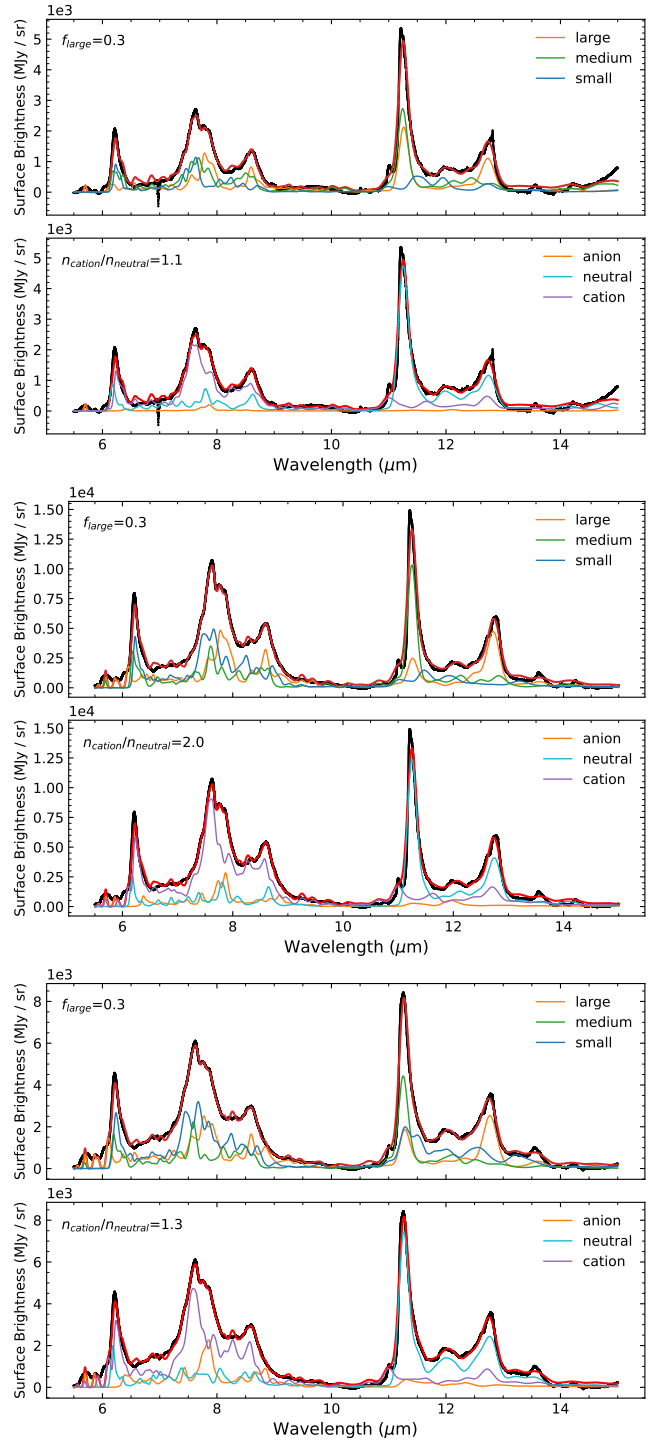 1e3
f_large=0.3
large
medium
small
Surface Brightness (MJy / sr)
5
4
3
2
1
0
1e3
n_cation/n_neutral=1.1
anion
neutral
cation
Surface Brightness (MJy / sr)
5
4
3
2
1
0
6 8 10 12 14
Wavelength (μm)
1e4
f_large=0.3
large
medium
small
Surface Brightness (MJy / sr)
1.50
1.25
1.00
0.75
0.50
0.25
0.00
1e4
n_cation/n_neutral=2.0
anion
neutral
cation
Surface Brightness (MJy / sr)
1.50
1.25
1.00
0.75
0.50
0.25
0.00
6 8 10 12 14
Wavelength (μm)
1e3
f_large=0.3
large
medium
small
Surface Brightness (MJy / sr)
8
6
4
2
0
1e3
n_cation/n_neutral=1.3
anion
neutral
cation
Surface Brightness (MJy / sr)
8
6
4
2
0
6 8 10 12 14
Wavelength (μm)